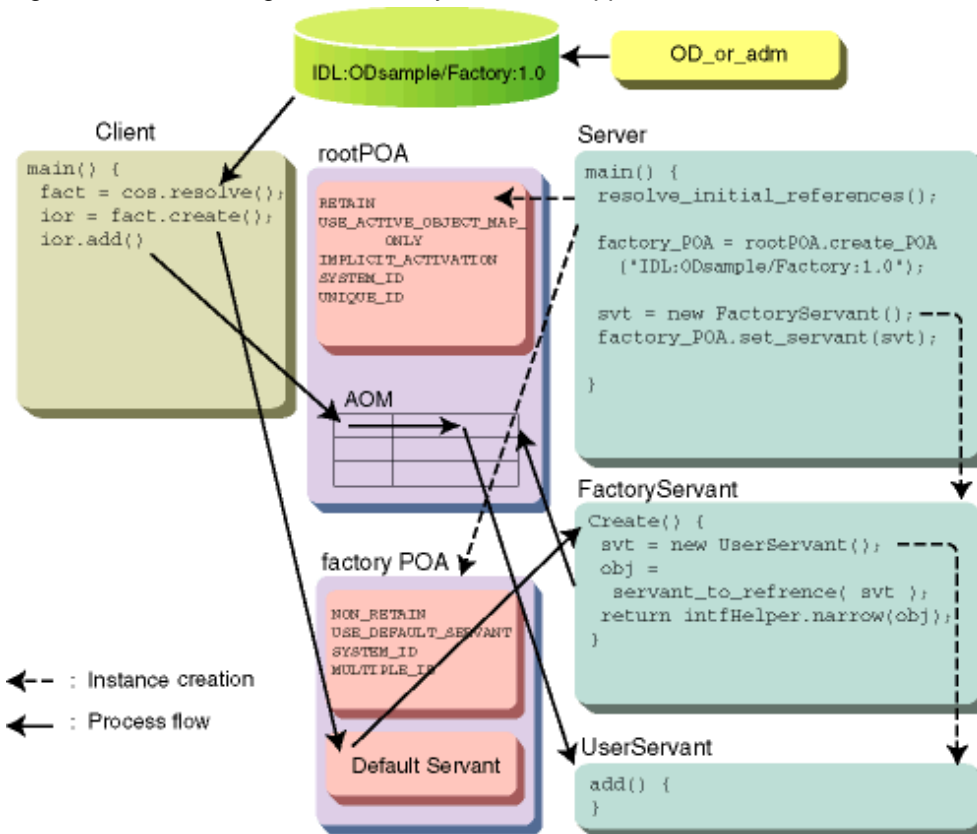 IDL:ODsample/Factory:1.0
OD_or_adm
Client
main() {
fact = cos.resolve();
ior = fact.create();
ior.add()
rootPOA
RETAIN
USE_ACTIVE_OBJECT_MAP_
ONLY
IMPLICIT_ACTIVATION
SYSTEM_ID
UNIQUE_ID
AOM
Server
main() {
resolve_initial_references();
factory_POA = rootPOA.create_POA
("IDL:ODsample/Factory:1.0");
svt = new FactoryServant();
factory_POA.set_servant(svt);
}
FactoryServant
Create() {
svt = new UserServant();
obj =
servant_to_refrence( svt );
return intfHelper.narrow(obj);
}
factory POA
NON_RETAIN
USE_DEFAULT_SERVANT
SYSTEM_ID
MULTIPLE_ID
Default Servant
UserServant
add() {
}
: Instance creation
: Process flow